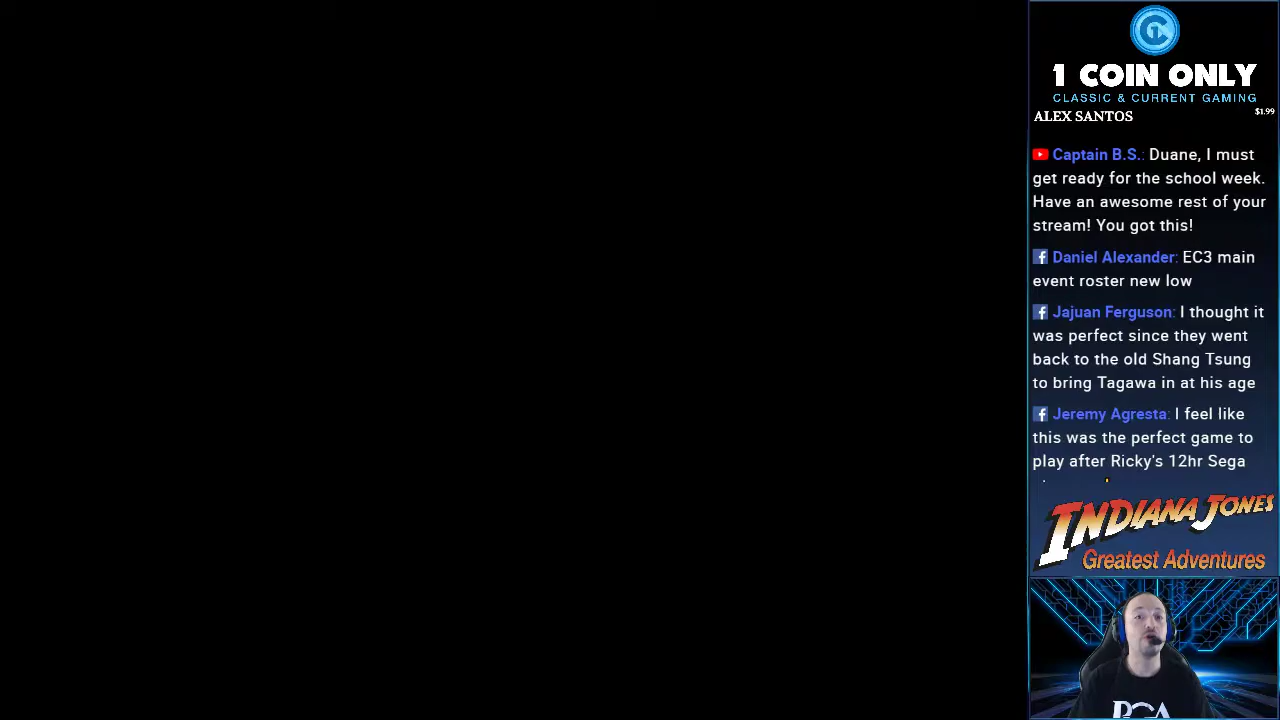 1 COIN ONLY
CLASSIC & CURRENT GAMING
ALEX SANTOS $1.99
Captain B.S.: Duane, I must
get ready for the school week.
Have an awesome rest of your
stream! You got this!
Daniel Alexander: EC3 main
event roster new low
Jajuan Ferguson: I thought it
was perfect since they went
back to the old Shang Tsung
to bring Tagawa in at his age
Jeremy Agresta: I feel like
this was the perfect game to
play after Ricky's 12hr Sega
INDIANA JONES
Greatest Adventures